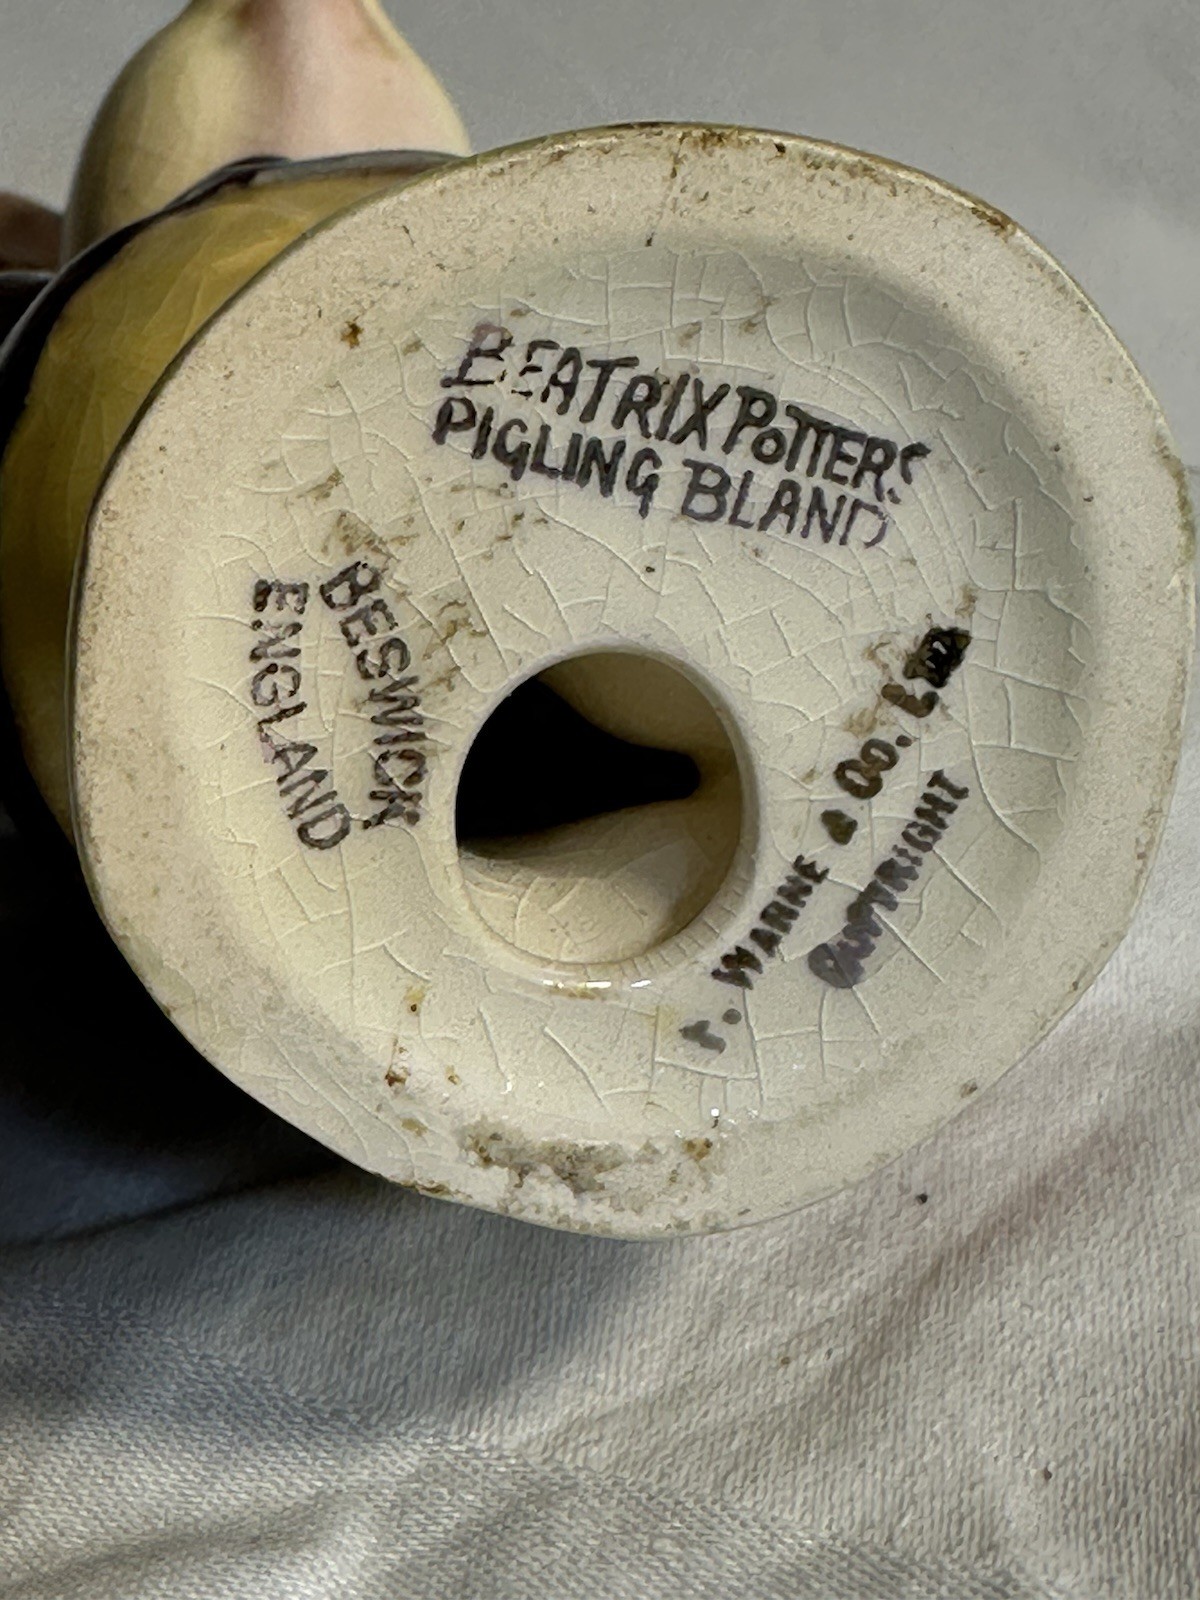 BEATRIX POTTERS
PIGLING BLAND
BESWICK
ENGLAND
F. WARNE & Co. LTD
COPYRIGHT